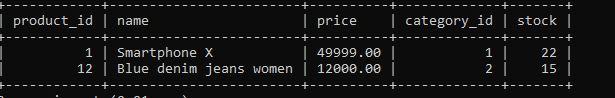 | product_id | name | price | category_id | stock |
| 1 | Smartphone X | 49999.00 | 1 | 22 |
| 12 | Blue denim jeans women | 12000.00 | 2 | 15 |